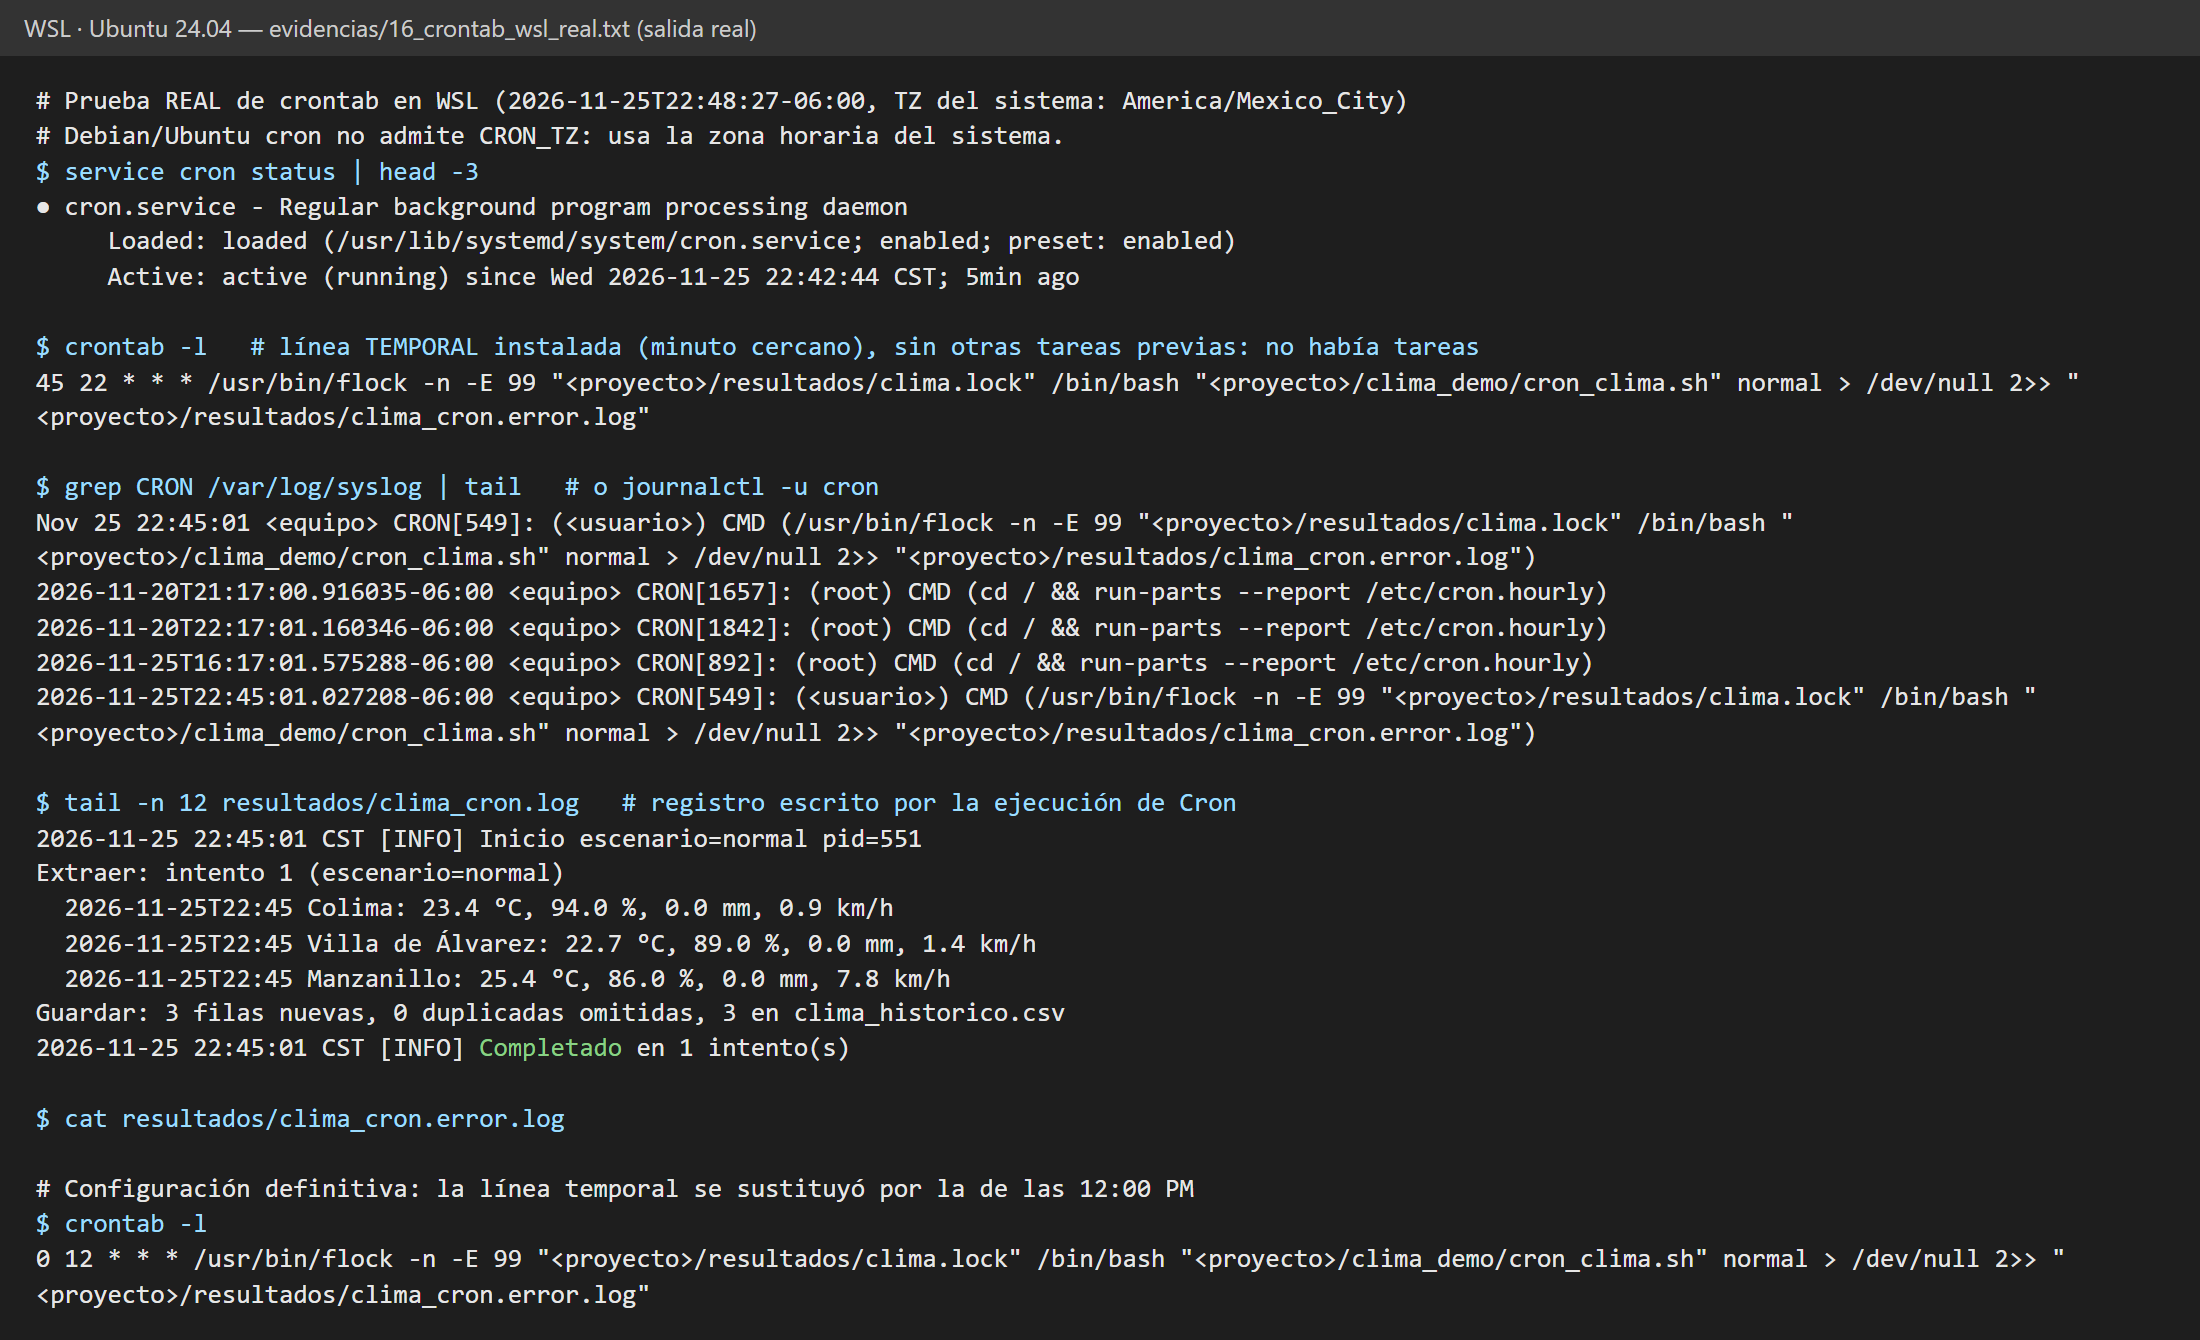 WSL · Ubuntu 24.04 — evidencias/16_crontab_wsl_real.txt (salida real)
# Prueba REAL de crontab en WSL (2026-11-25T22:48:27-06:00, TZ del sistema: America/Mexico_City)
# Debian/Ubuntu cron no admite CRON_TZ: usa la zona horaria del sistema.
$ service cron status | head -3
● cron.service - Regular background program processing daemon
     Loaded: loaded (/usr/lib/systemd/system/cron.service; enabled; preset: enabled)
     Active: active (running) since Wed 2026-11-25 22:42:44 CST; 5min ago

$ crontab -l   # línea TEMPORAL instalada (minuto cercano), sin otras tareas previas: no había tareas
45 22 * * * /usr/bin/flock -n -E 99 "<proyecto>/resultados/clima.lock" /bin/bash "<proyecto>/clima_demo/cron_clima.sh" normal > /dev/null 2>> "
<proyecto>/resultados/clima_cron.error.log"

$ grep CRON /var/log/syslog | tail   # o journalctl -u cron
Nov 25 22:45:01 <equipo> CRON[549]: (<usuario>) CMD (/usr/bin/flock -n -E 99 "<proyecto>/resultados/clima.lock" /bin/bash "
<proyecto>/clima_demo/cron_clima.sh" normal > /dev/null 2>> "<proyecto>/resultados/clima_cron.error.log")
2026-11-20T21:17:00.916035-06:00 <equipo> CRON[1657]: (root) CMD (cd / && run-parts --report /etc/cron.hourly)
2026-11-20T22:17:01.160346-06:00 <equipo> CRON[1842]: (root) CMD (cd / && run-parts --report /etc/cron.hourly)
2026-11-25T16:17:01.575288-06:00 <equipo> CRON[892]: (root) CMD (cd / && run-parts --report /etc/cron.hourly)
2026-11-25T22:45:01.027208-06:00 <equipo> CRON[549]: (<usuario>) CMD (/usr/bin/flock -n -E 99 "<proyecto>/resultados/clima.lock" /bin/bash "
<proyecto>/clima_demo/cron_clima.sh" normal > /dev/null 2>> "<proyecto>/resultados/clima_cron.error.log")

$ tail -n 12 resultados/clima_cron.log   # registro escrito por la ejecución de Cron
2026-11-25 22:45:01 CST [INFO] Inicio escenario=normal pid=551
Extraer: intento 1 (escenario=normal)
  2026-11-25T22:45 Colima: 23.4 °C, 94.0 %, 0.0 mm, 0.9 km/h
  2026-11-25T22:45 Villa de Álvarez: 22.7 °C, 89.0 %, 0.0 mm, 1.4 km/h
  2026-11-25T22:45 Manzanillo: 25.4 °C, 86.0 %, 0.0 mm, 7.8 km/h
Guardar: 3 filas nuevas, 0 duplicadas omitidas, 3 en clima_historico.csv
2026-11-25 22:45:01 CST [INFO] Completado en 1 intento(s)

$ cat resultados/clima_cron.error.log

# Configuración definitiva: la línea temporal se sustituyó por la de las 12:00 PM
$ crontab -l
0 12 * * * /usr/bin/flock -n -E 99 "<proyecto>/resultados/clima.lock" /bin/bash "<proyecto>/clima_demo/cron_clima.sh" normal > /dev/null 2>> "
<proyecto>/resultados/clima_cron.error.log"